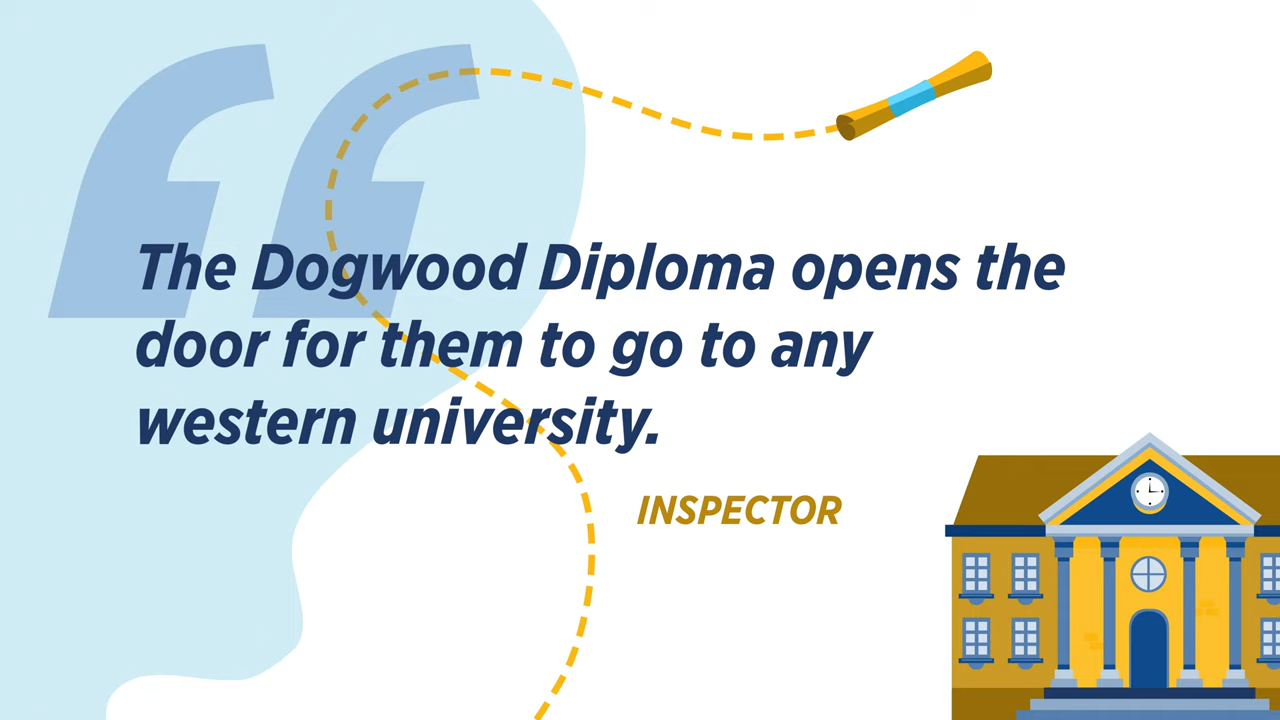 The Dogwood Diploma opens the
door for them to go to any
western university.
INSPECTOR